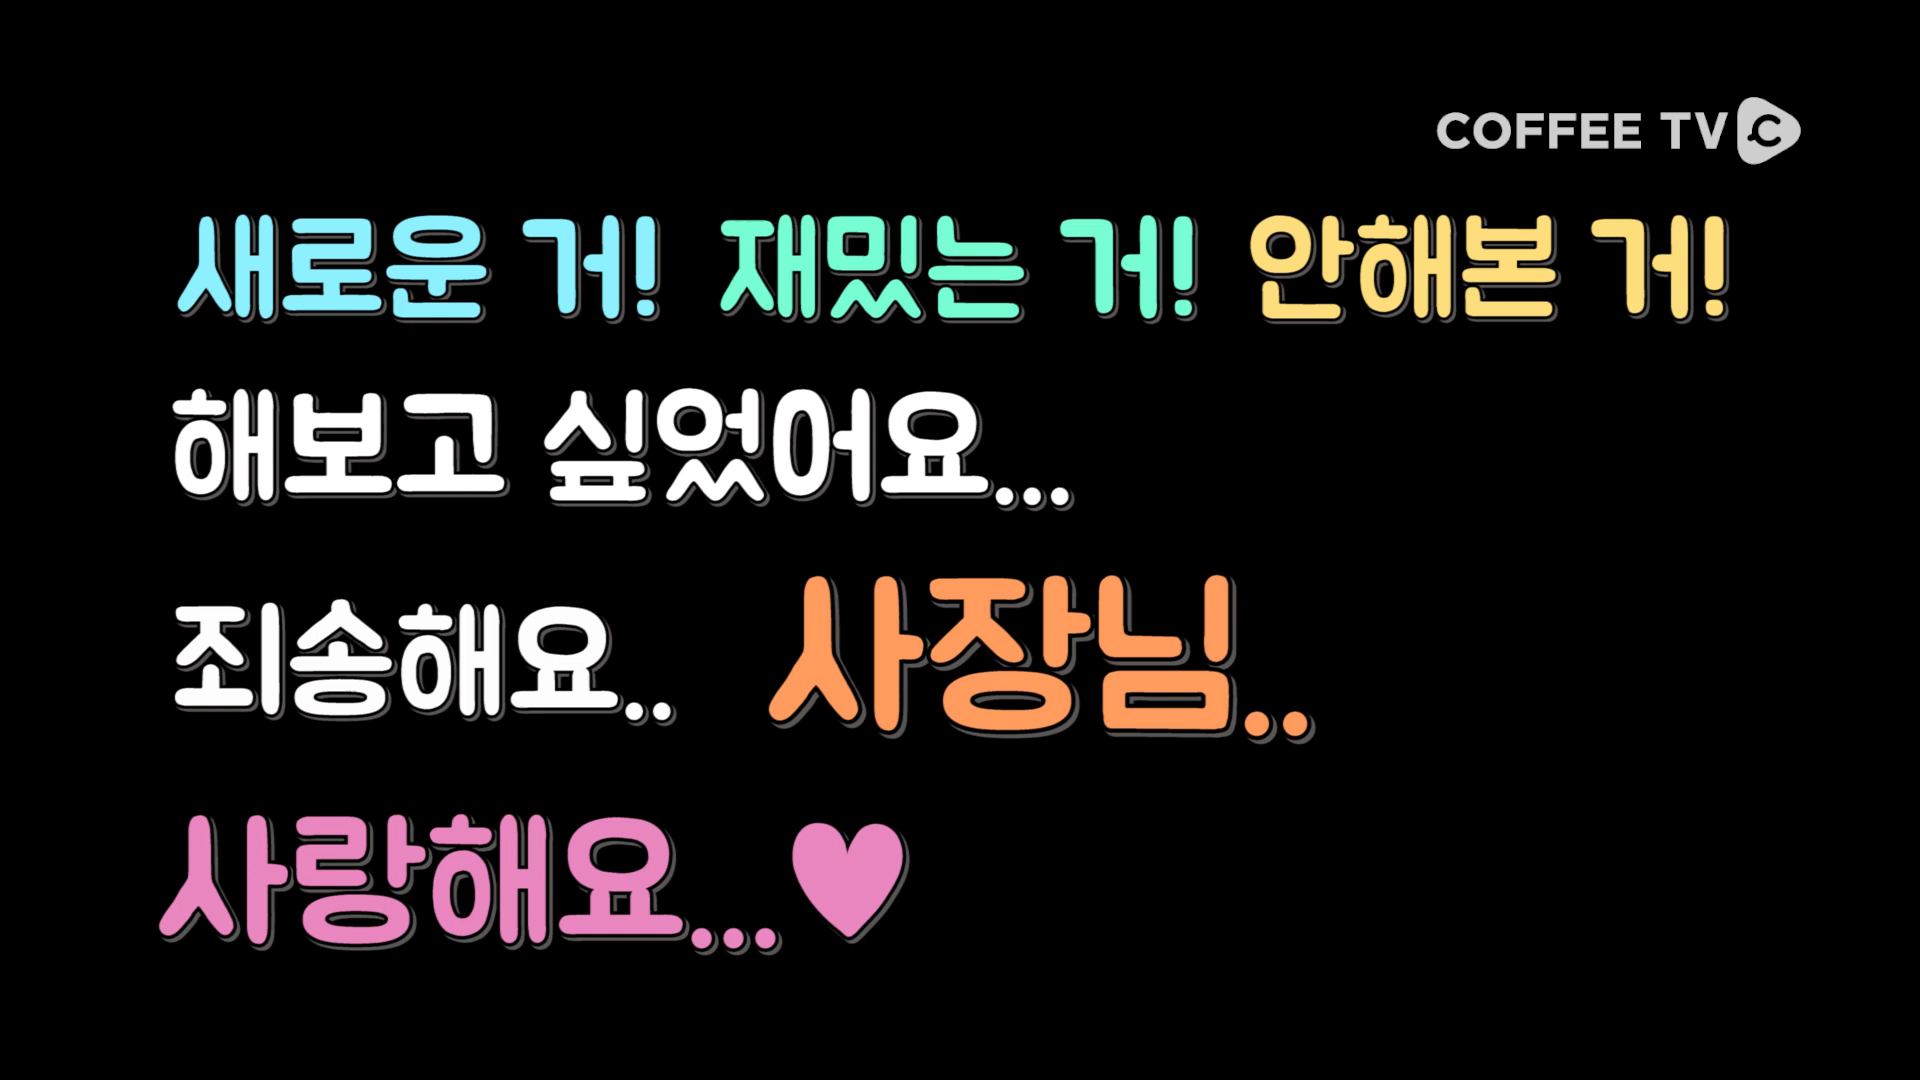 COFFEE TV
새로운 거! 재밌는 거! 안해본 거!
해보고 싶었어요...
죄송해요.. 사장님..
사랑해요...♥